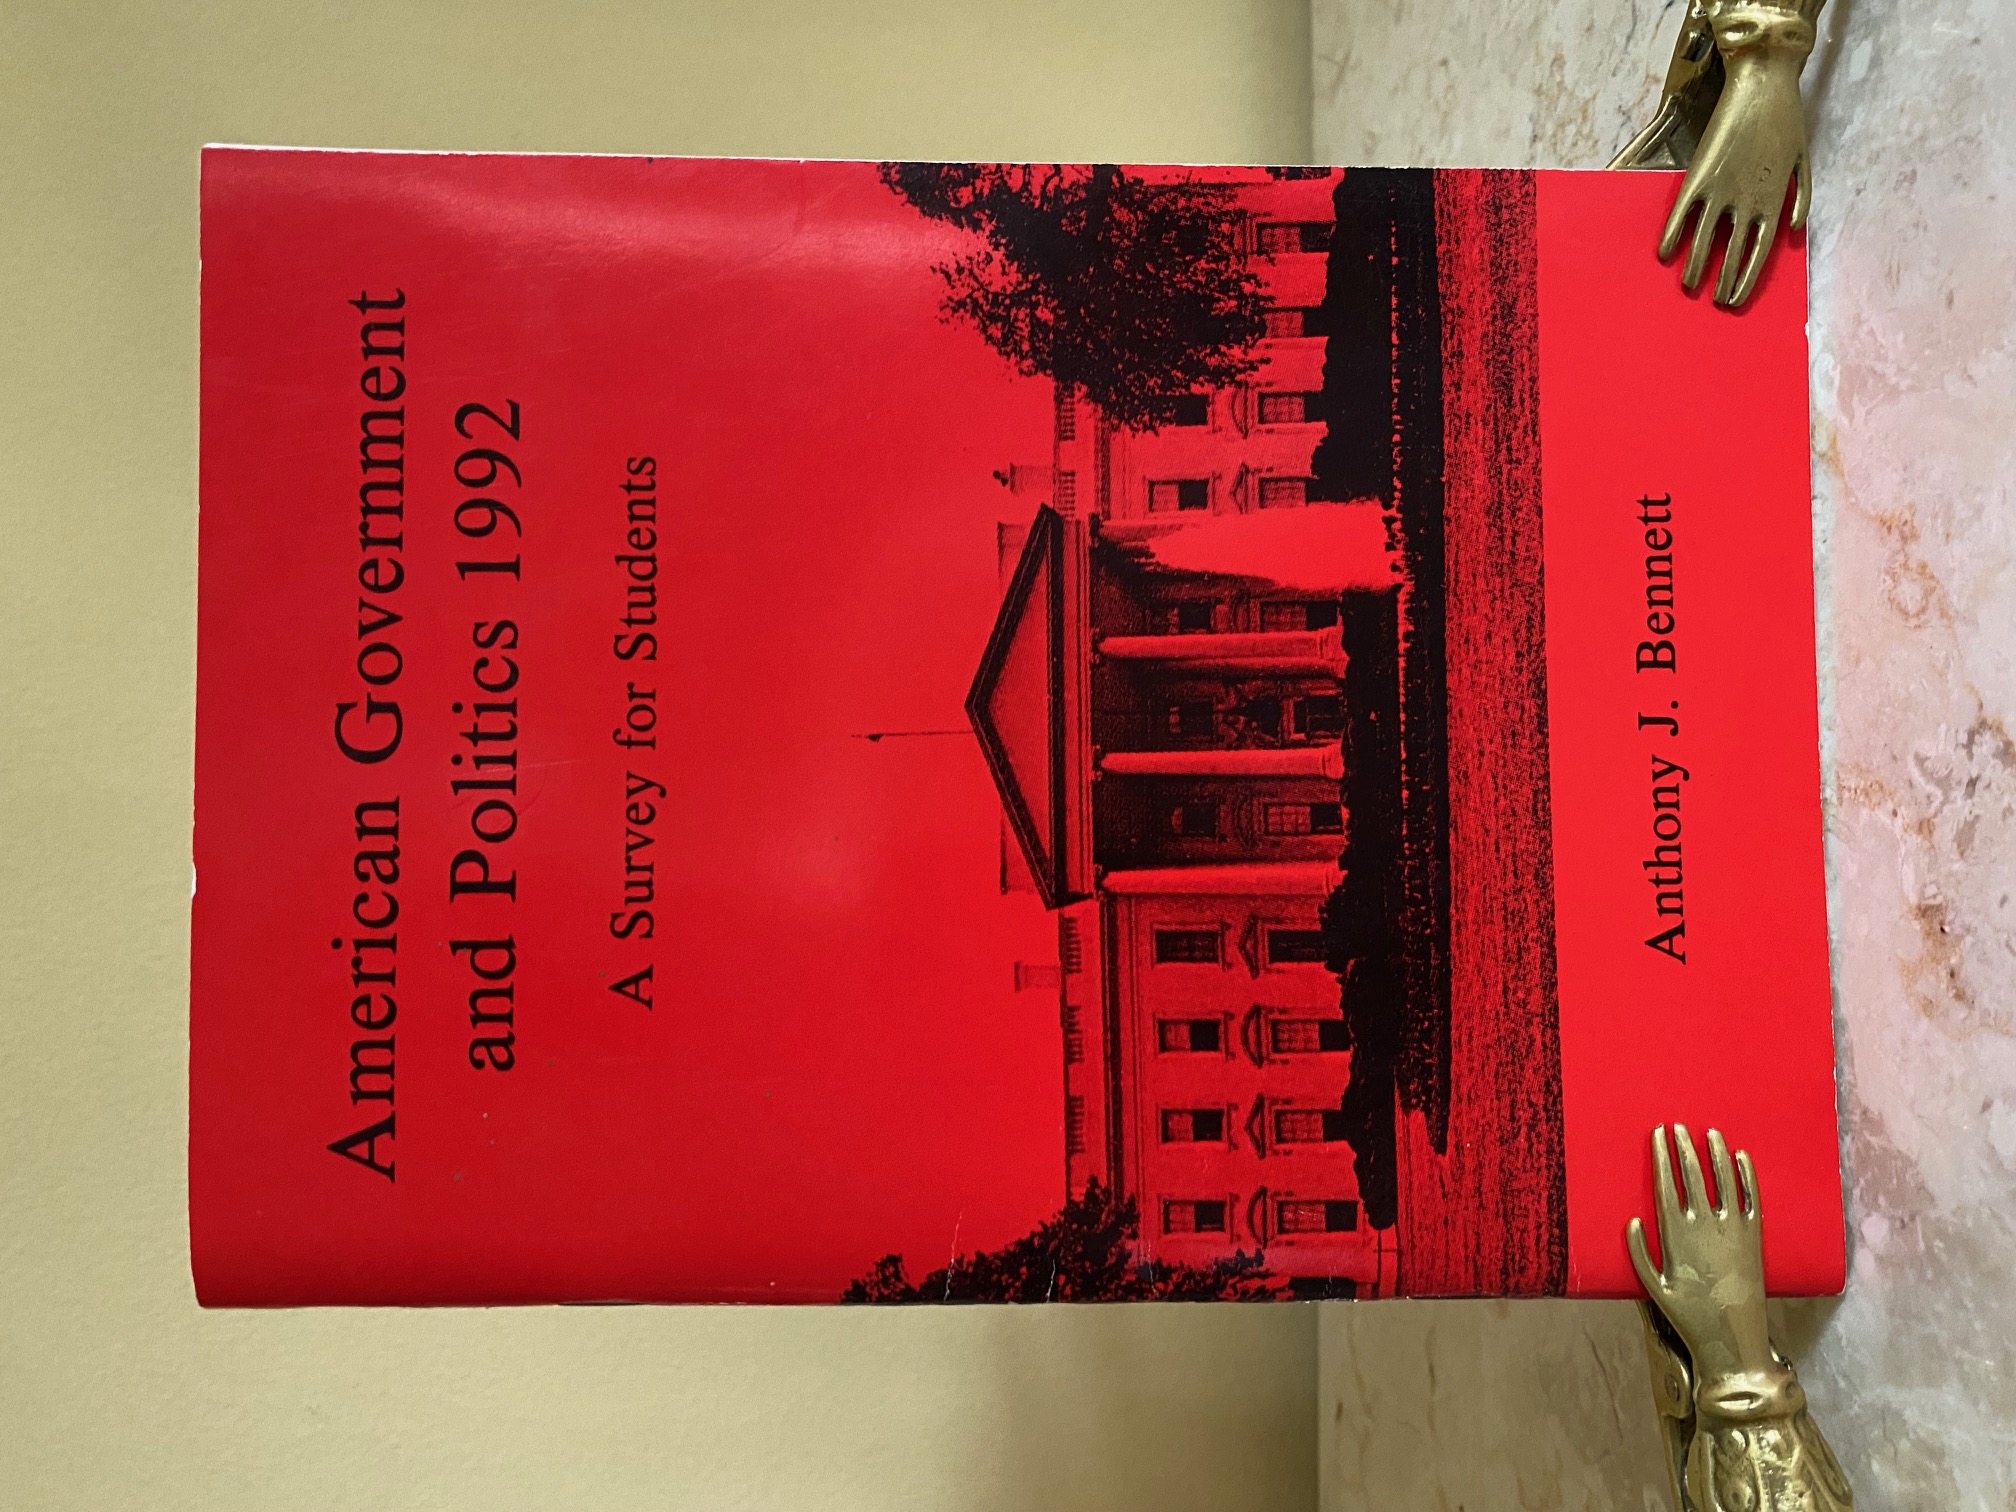 American Government
and Politics 1992
A Survey for Students
Anthony J. Bennett